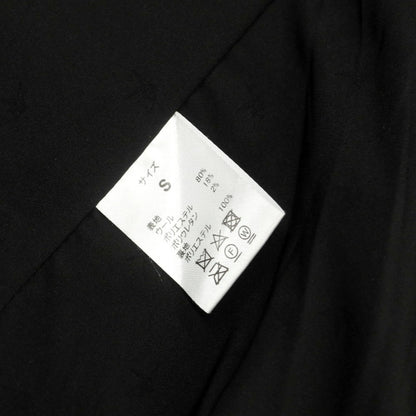 サイズ
S
表地
ウール 80%
ポリエステル 18%
ポリウレタン 2%
裏地
ポリエステル 100%
F W